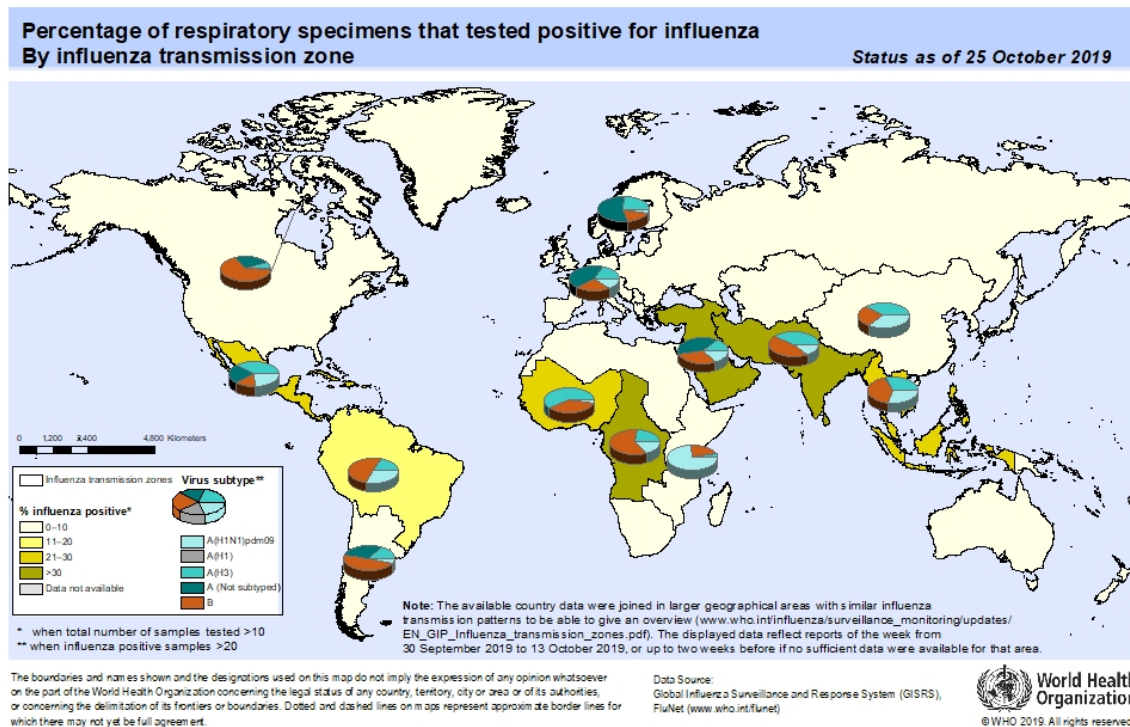 Percentage of respiratory specimens that tested positive for influenza
By influenza transmission zone
Status as of 25 October 2019
0 1,200 2,400 4,800 Kilometers
Influenza transmission zones
% influenza positive*
0–10
11–20
21–30
>30
Data not available
Virus subtype**
A(H1N1)pdm09
A(H1)
A(H3)
A (Not subtyped)
B
* when total number of samples tested >10
** when influenza positive samples >20
Note: The available country data were joined in larger geographical areas with similar influenza
transmission patterns to be able to give an overview (www.who.int/influenza/surveillance_monitoring/updates/
EN_GIP_Influenza_transmission_zones.pdf). The displayed data reflect reports of the week from
30 September 2019 to 13 October 2019, or up to two weeks before if no sufficient data were available for that area.
The boundaries and names shown and the designations used on this map do not imply the expression of any opinion whatsoever
on the part of the World Health Organization concerning the legal status of any country, territory, city or area or of its authorities,
or concerning the delimitation of its frontiers or boundaries. Dotted and dashed lines on maps represent approximate border lines for
which there may not yet be full agreement.
Data Source:
Global Influenza Surveillance and Response System (GISRS),
FluNet (www.who.int/flunet)
World Health
Organization
© WHO 2019. All rights reserved